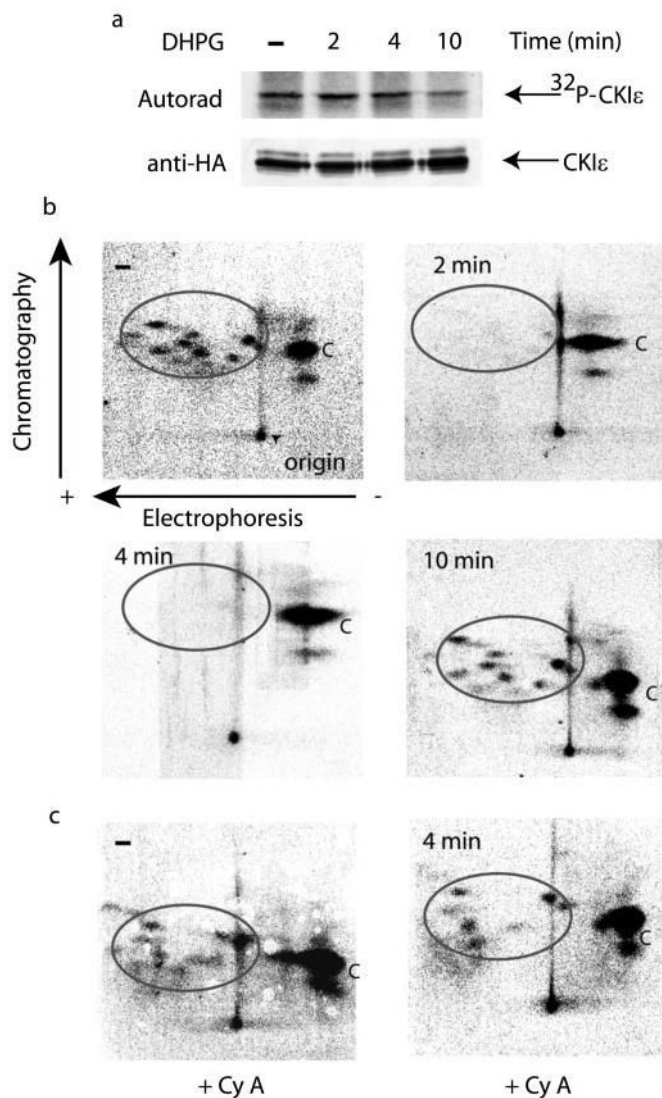 a
DHPG – 2 4 10 Time (min)
Autorad ³²P-CKIε
anti-HA CKIε
b
Chromatography
–
C
origin
2 min
C
+ -
Electrophoresis
4 min
C
10 min
C
c
–
C
4 min
C
+ Cy A + Cy A